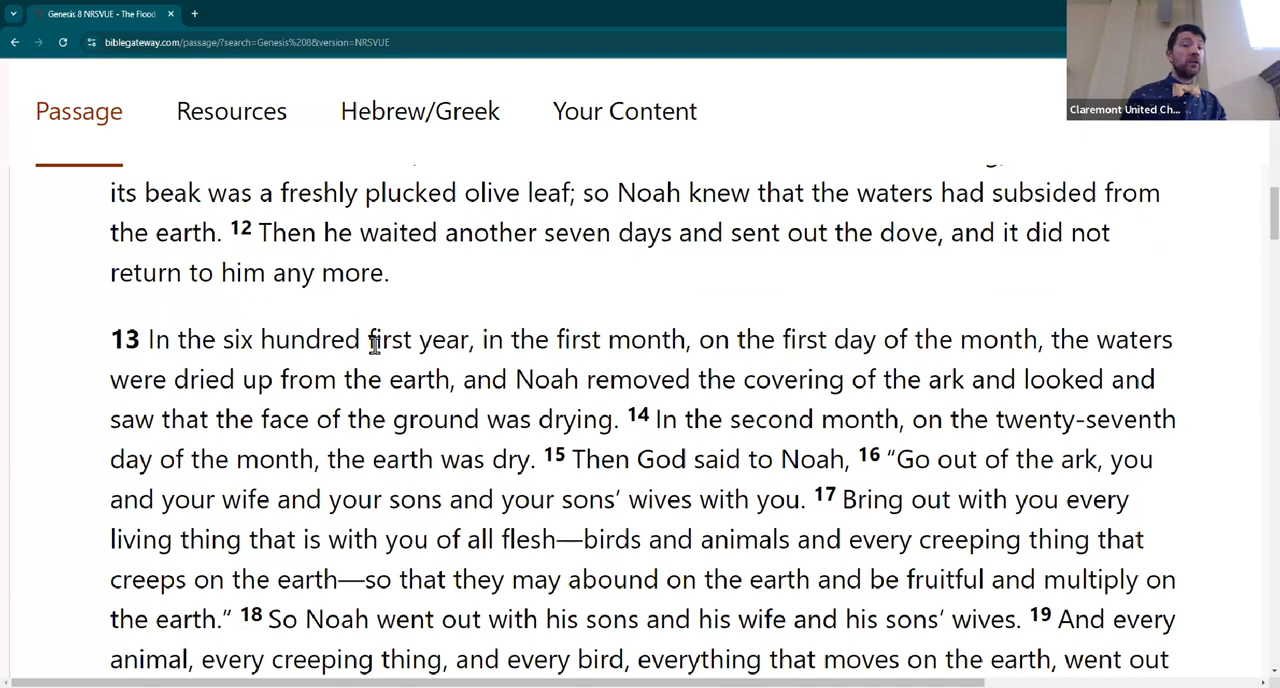 Genesis 8 NRSVUE - The Flood
biblegateway.com/passage/?search=Genesis%208&version=NRSVUE
Claremont United Ch...
Passage Resources Hebrew/Greek Your Content
its beak was a freshly plucked olive leaf; so Noah knew that the waters had subsided from
the earth. 12 Then he waited another seven days and sent out the dove, and it did not
return to him any more.
13 In the six hundred first year, in the first month, on the first day of the month, the waters
were dried up from the earth, and Noah removed the covering of the ark and looked and
saw that the face of the ground was drying. 14 In the second month, on the twenty-seventh
day of the month, the earth was dry. 15 Then God said to Noah, 16 “Go out of the ark, you
and your wife and your sons and your sons’ wives with you. 17 Bring out with you every
living thing that is with you of all flesh—birds and animals and every creeping thing that
creeps on the earth—so that they may abound on the earth and be fruitful and multiply on
the earth.” 18 So Noah went out with his sons and his wife and his sons’ wives. 19 And every
animal, every creeping thing, and every bird, everything that moves on the earth, went out